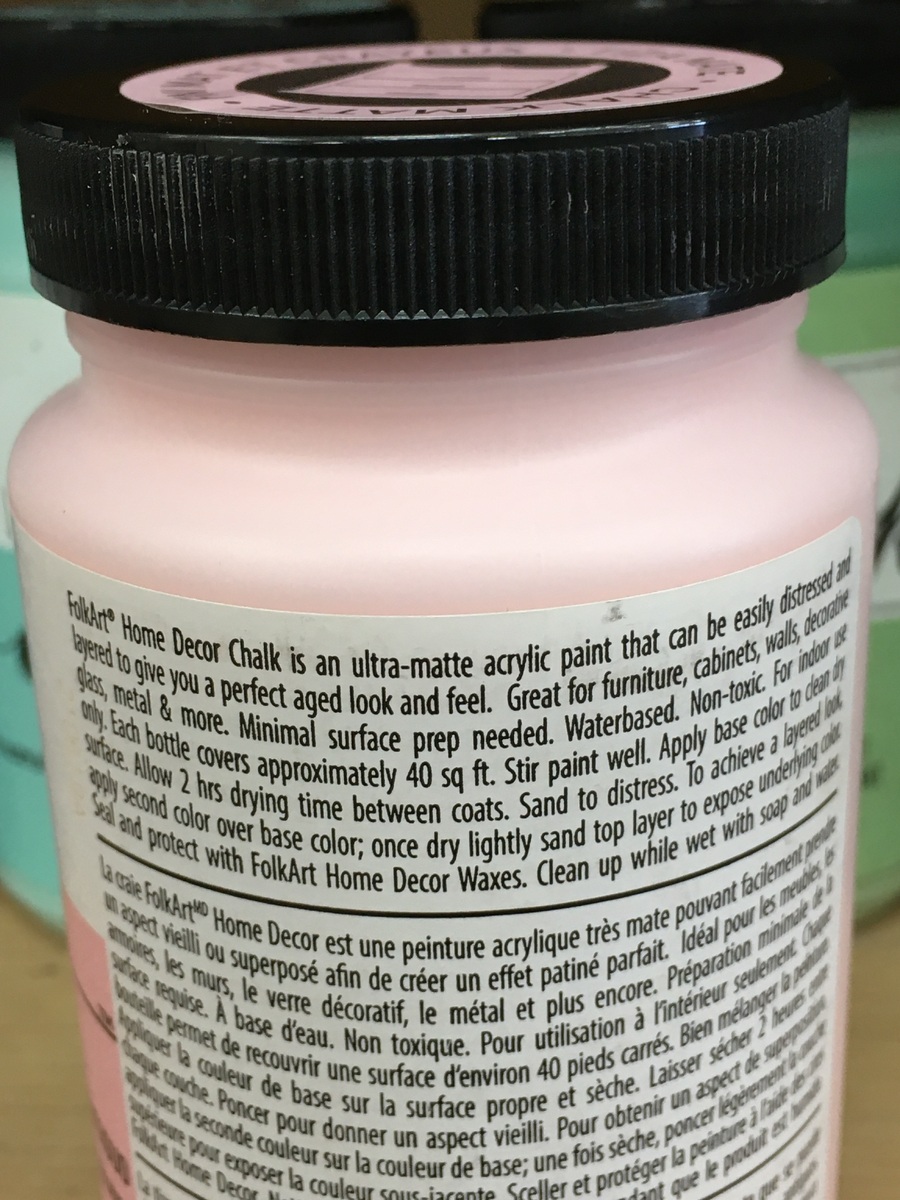 CHALK • MATTE •
FolkArt® Home Decor Chalk is an ultra-matte acrylic paint that can be easily distressed and
layered to give you a perfect aged look and feel. Great for furniture, cabinets, walls, decorative
glass, metal & more. Minimal surface prep needed. Waterbased. Non-toxic. For indoor use
only. Each bottle covers approximately 40 sq ft. Stir paint well. Apply base color to clean dry
surface. Allow 2 hrs drying time between coats. Sand to distress. To achieve a layered look,
apply second color over base color; once dry lightly sand top layer to expose underlying color.
Seal and protect with FolkArt Home Decor Waxes. Clean up while wet with soap and water.
La craie FolkArtᴹᴰ Home Decor est une peinture acrylique très mate pouvant facilement prendre
un aspect vieilli ou superposé afin de créer un effet patiné parfait. Idéal pour les meubles, les
armoires, les murs, le verre décoratif, le métal et plus encore. Préparation minimale de la
surface requise. À base d'eau. Non toxique. Pour utilisation à l'intérieur seulement. Chaque
bouteille permet de recouvrir une surface d'environ 40 pieds carrés. Bien mélanger la peinture.
Appliquer la couleur de base sur la surface propre et sèche. Laisser sécher 2 heures entre
chaque couche. Poncer pour donner un aspect vieilli. Pour obtenir un aspect de superposition,
appliquer la seconde couleur sur la couleur de base; une fois sèche, poncer légèrement la couche
supérieure pour exposer la couleur sous-jacente. Sceller et protéger la peinture à l'aide des cires
FolkArt Home Decor. que le produit est humide.